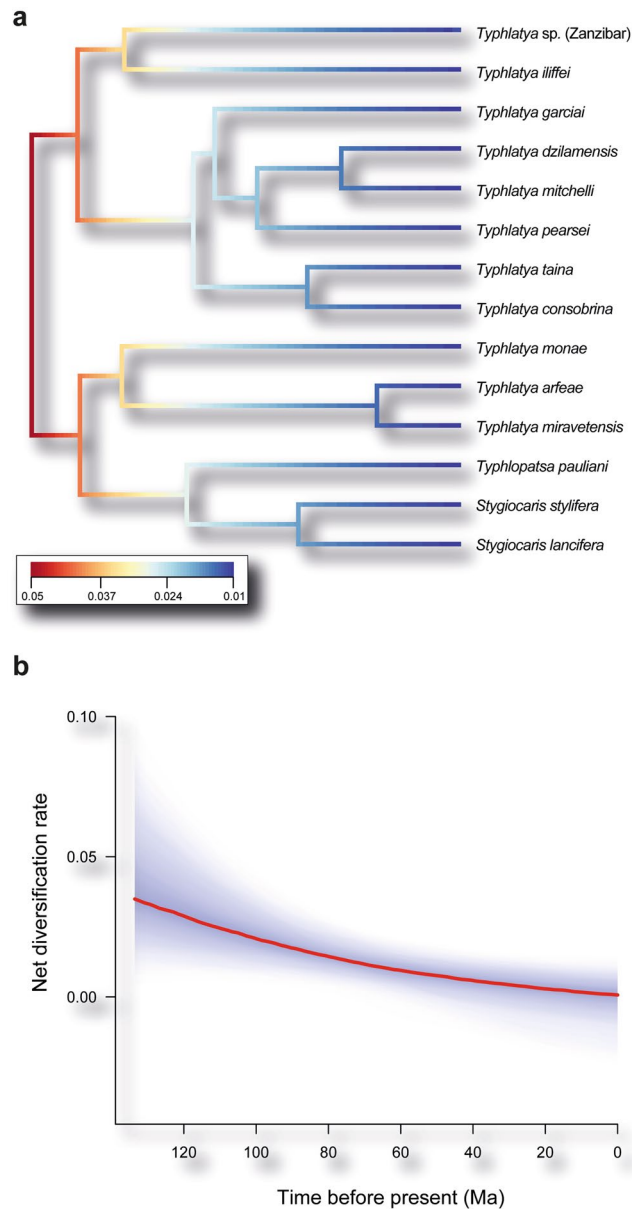 a
Typhlatya sp. (Zanzibar)
Typhlatya iliffei
Typhlatya garciai
Typhlatya dzilamensis
Typhlatya mitchelli
Typhlatya pearsei
Typhlatya taina
Typhlatya consobrina
Typhlatya monae
Typhlatya arfeae
Typhlatya miravetensis
Typhlopatsa pauliani
Stygiocaris stylifera
Stygiocaris lancifera
0.05 0.037 0.024 0.01
b
0.10
0.05
0.00
Net diversification rate
120 100 80 60 40 20 0
Time before present (Ma)